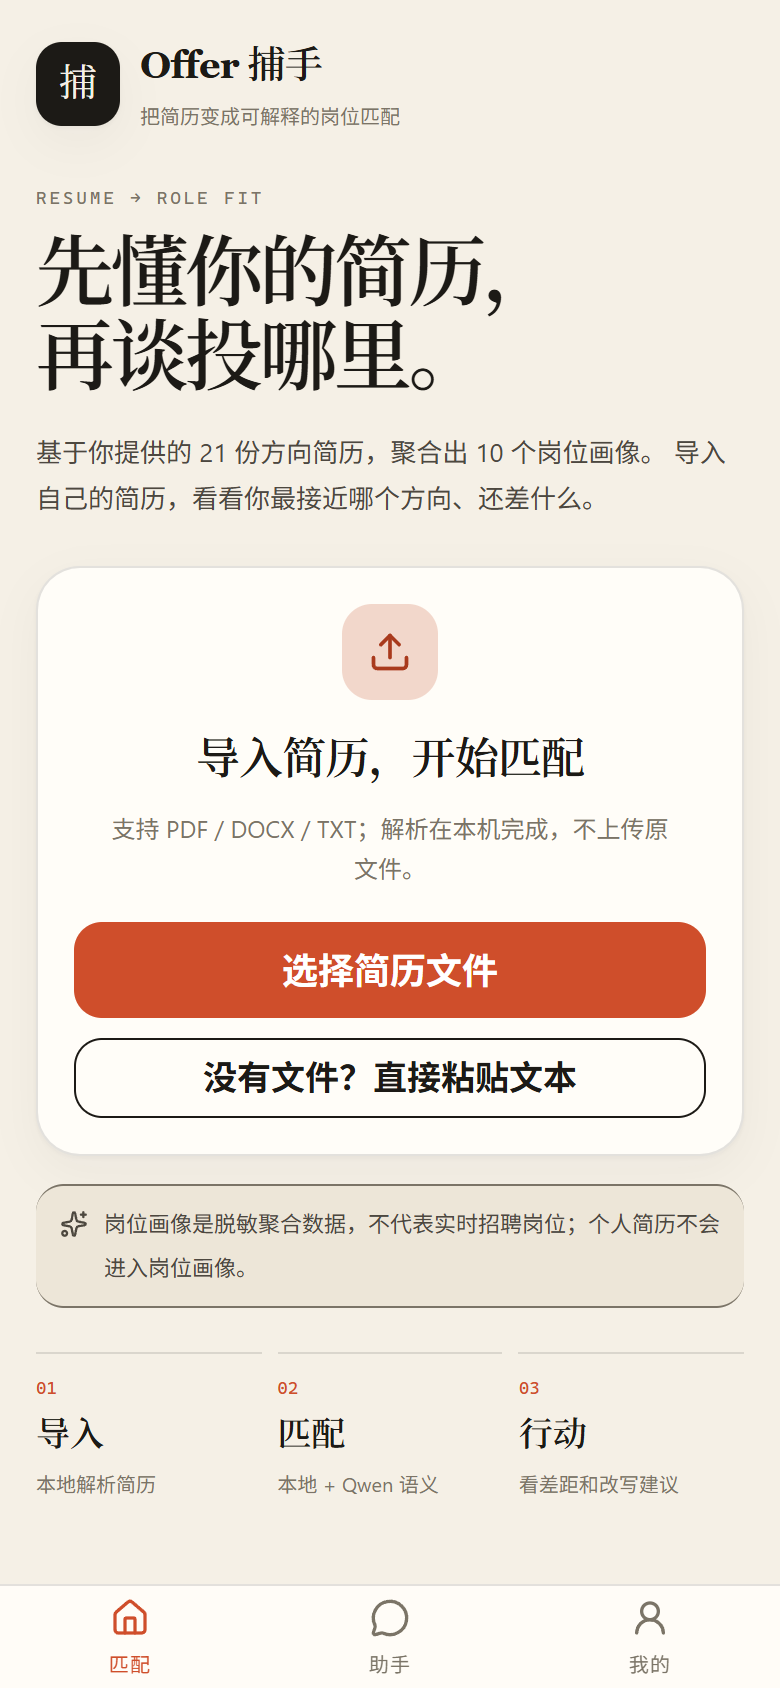 捕
Offer 捕手
把简历变成可解释的岗位匹配
RESUME → ROLE FIT
先懂你的简历，
再谈投哪里。
基于你提供的 21 份方向简历，聚合出 10 个岗位画像。 导入
自己的简历，看看你最接近哪个方向、还差什么。
导入简历，开始匹配
支持 PDF / DOCX / TXT；解析在本机完成，不上传原
文件。
选择简历文件
没有文件？直接粘贴文本
岗位画像是脱敏聚合数据，不代表实时招聘岗位；个人简历不会
进入岗位画像。
01
导入
本地解析简历
02
匹配
本地 + Qwen 语义
03
行动
看差距和改写建议
匹配
助手
我的